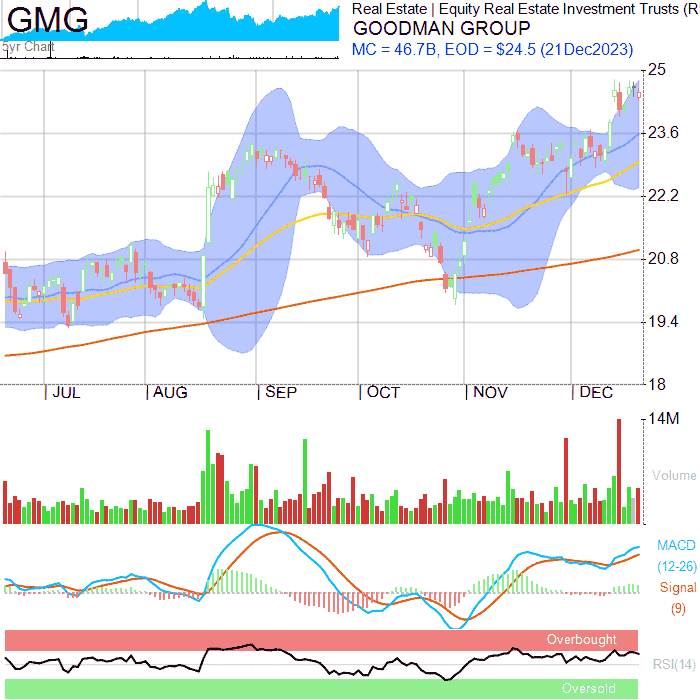 GMG
5yr Chart
Real Estate | Equity Real Estate Investment Trusts (R
GOODMAN GROUP
MC = 46.7B, EOD = $24.5 (21Dec2023)
25
23.6
22.2
20.8
19.4
18
JUL AUG SEP OCT NOV DEC
14M
Volume
MACD
(12-26)
Signal
(9)
Overbought
RSI(14)
Oversold